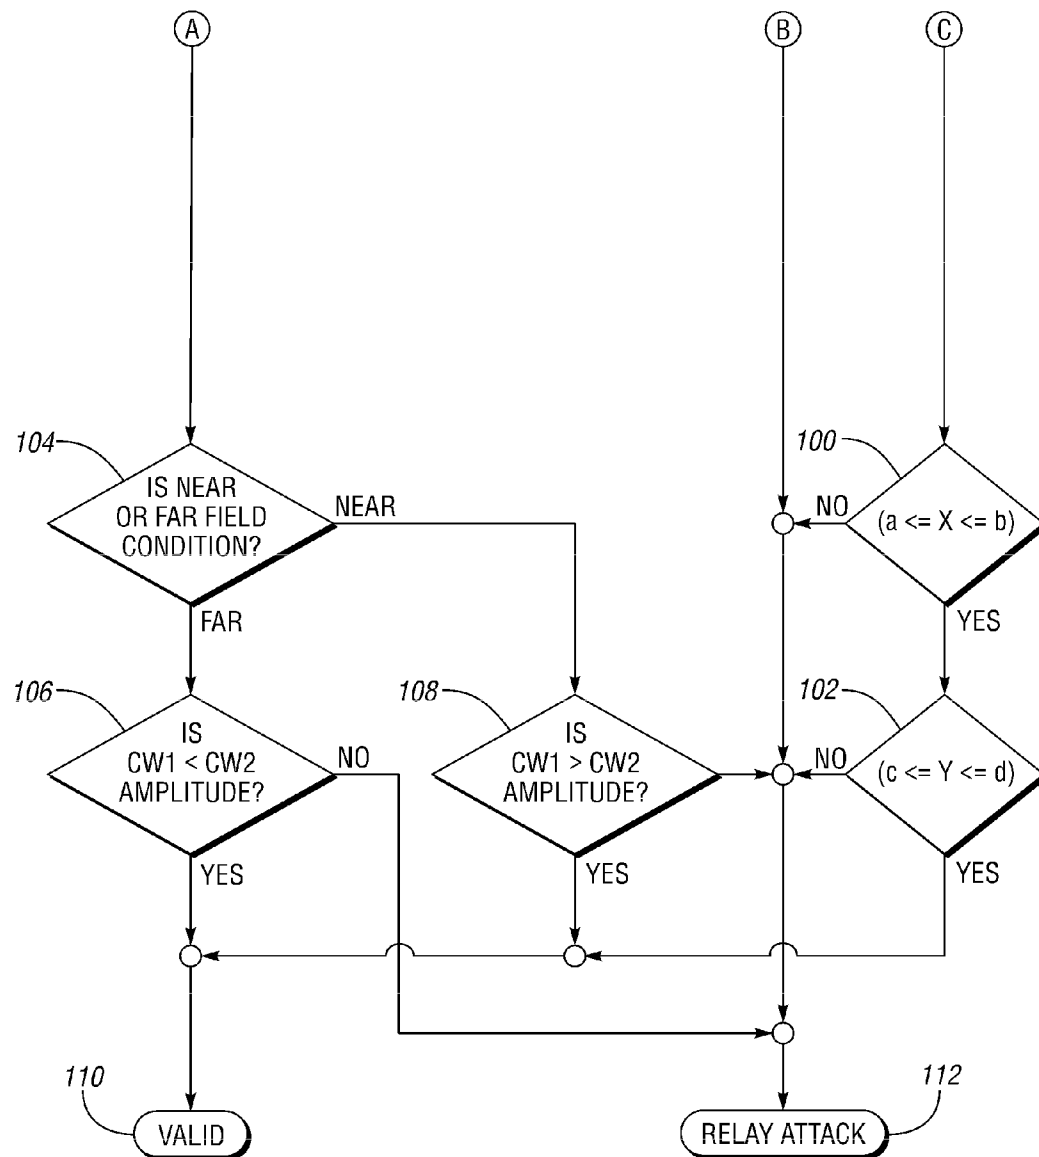 A
B
C
104
IS NEAR
OR FAR FIELD
CONDITION?
NEAR
FAR
100
(a <= X <= b)
NO
YES
106
IS
CW1 < CW2
AMPLITUDE?
NO
YES
108
IS
CW1 > CW2
AMPLITUDE?
YES
102
(c <= Y <= d)
NO
YES
110
VALID
112
RELAY ATTACK